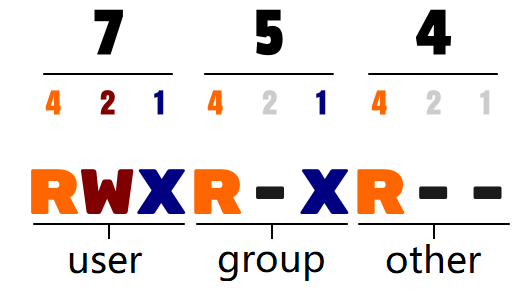 7 5 4
4 2 1 4 2 1 4 2 1
RWXR-XR--
user group other